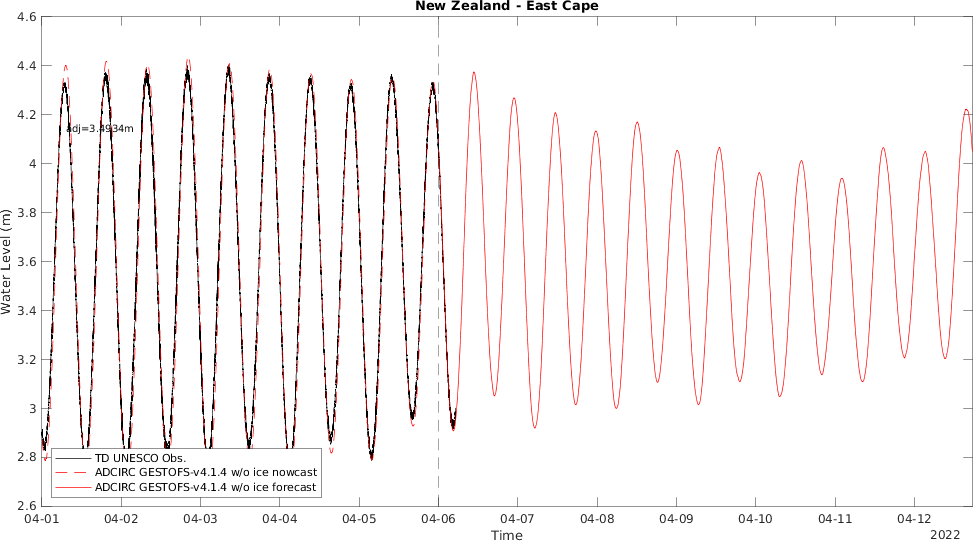 New Zealand - East Cape
4.6
4.4
4.2
4
3.8
3.6
3.4
3.2
3
2.8
2.6
Water Level (m)
adj=3.4934m
TD UNESCO Obs.
ADCIRC GESTOFS-v4.1.4 w/o ice nowcast
ADCIRC GESTOFS-v4.1.4 w/o ice forecast
04-01 04-02 04-03 04-04 04-05 04-06 04-07 04-08 04-09 04-10 04-11 04-12
Time
2022